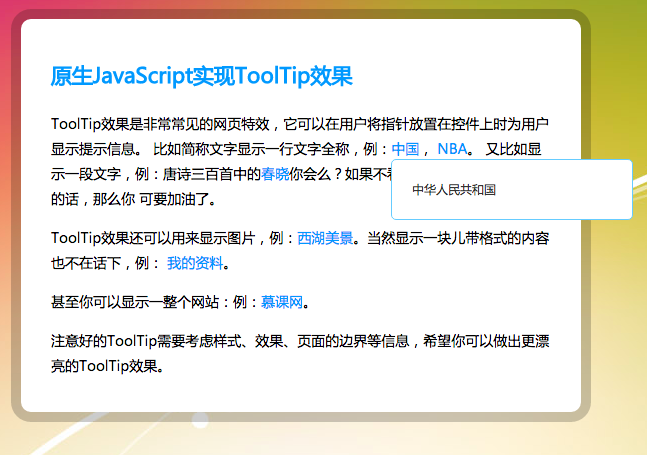 原生JavaScript实现ToolTip效果
ToolTip效果是非常常见的网页特效，它可以在用户将指针放置在控件上时为用户
显示提示信息。 比如简称文字显示一行文字全称，例：中国， NBA。 又比如显
示一段文字，例：唐诗三百首中的春晓你会么？如果不看
中华人民共和国
的话，那么你 可要加油了。
ToolTip效果还可以用来显示图片，例：西湖美景。当然显示一块儿带格式的内容
也不在话下，例： 我的资料。
甚至你可以显示一整个网站：例：慕课网。
注意好的ToolTip需要考虑样式、效果、页面的边界等信息，希望你可以做出更漂
亮的ToolTip效果。